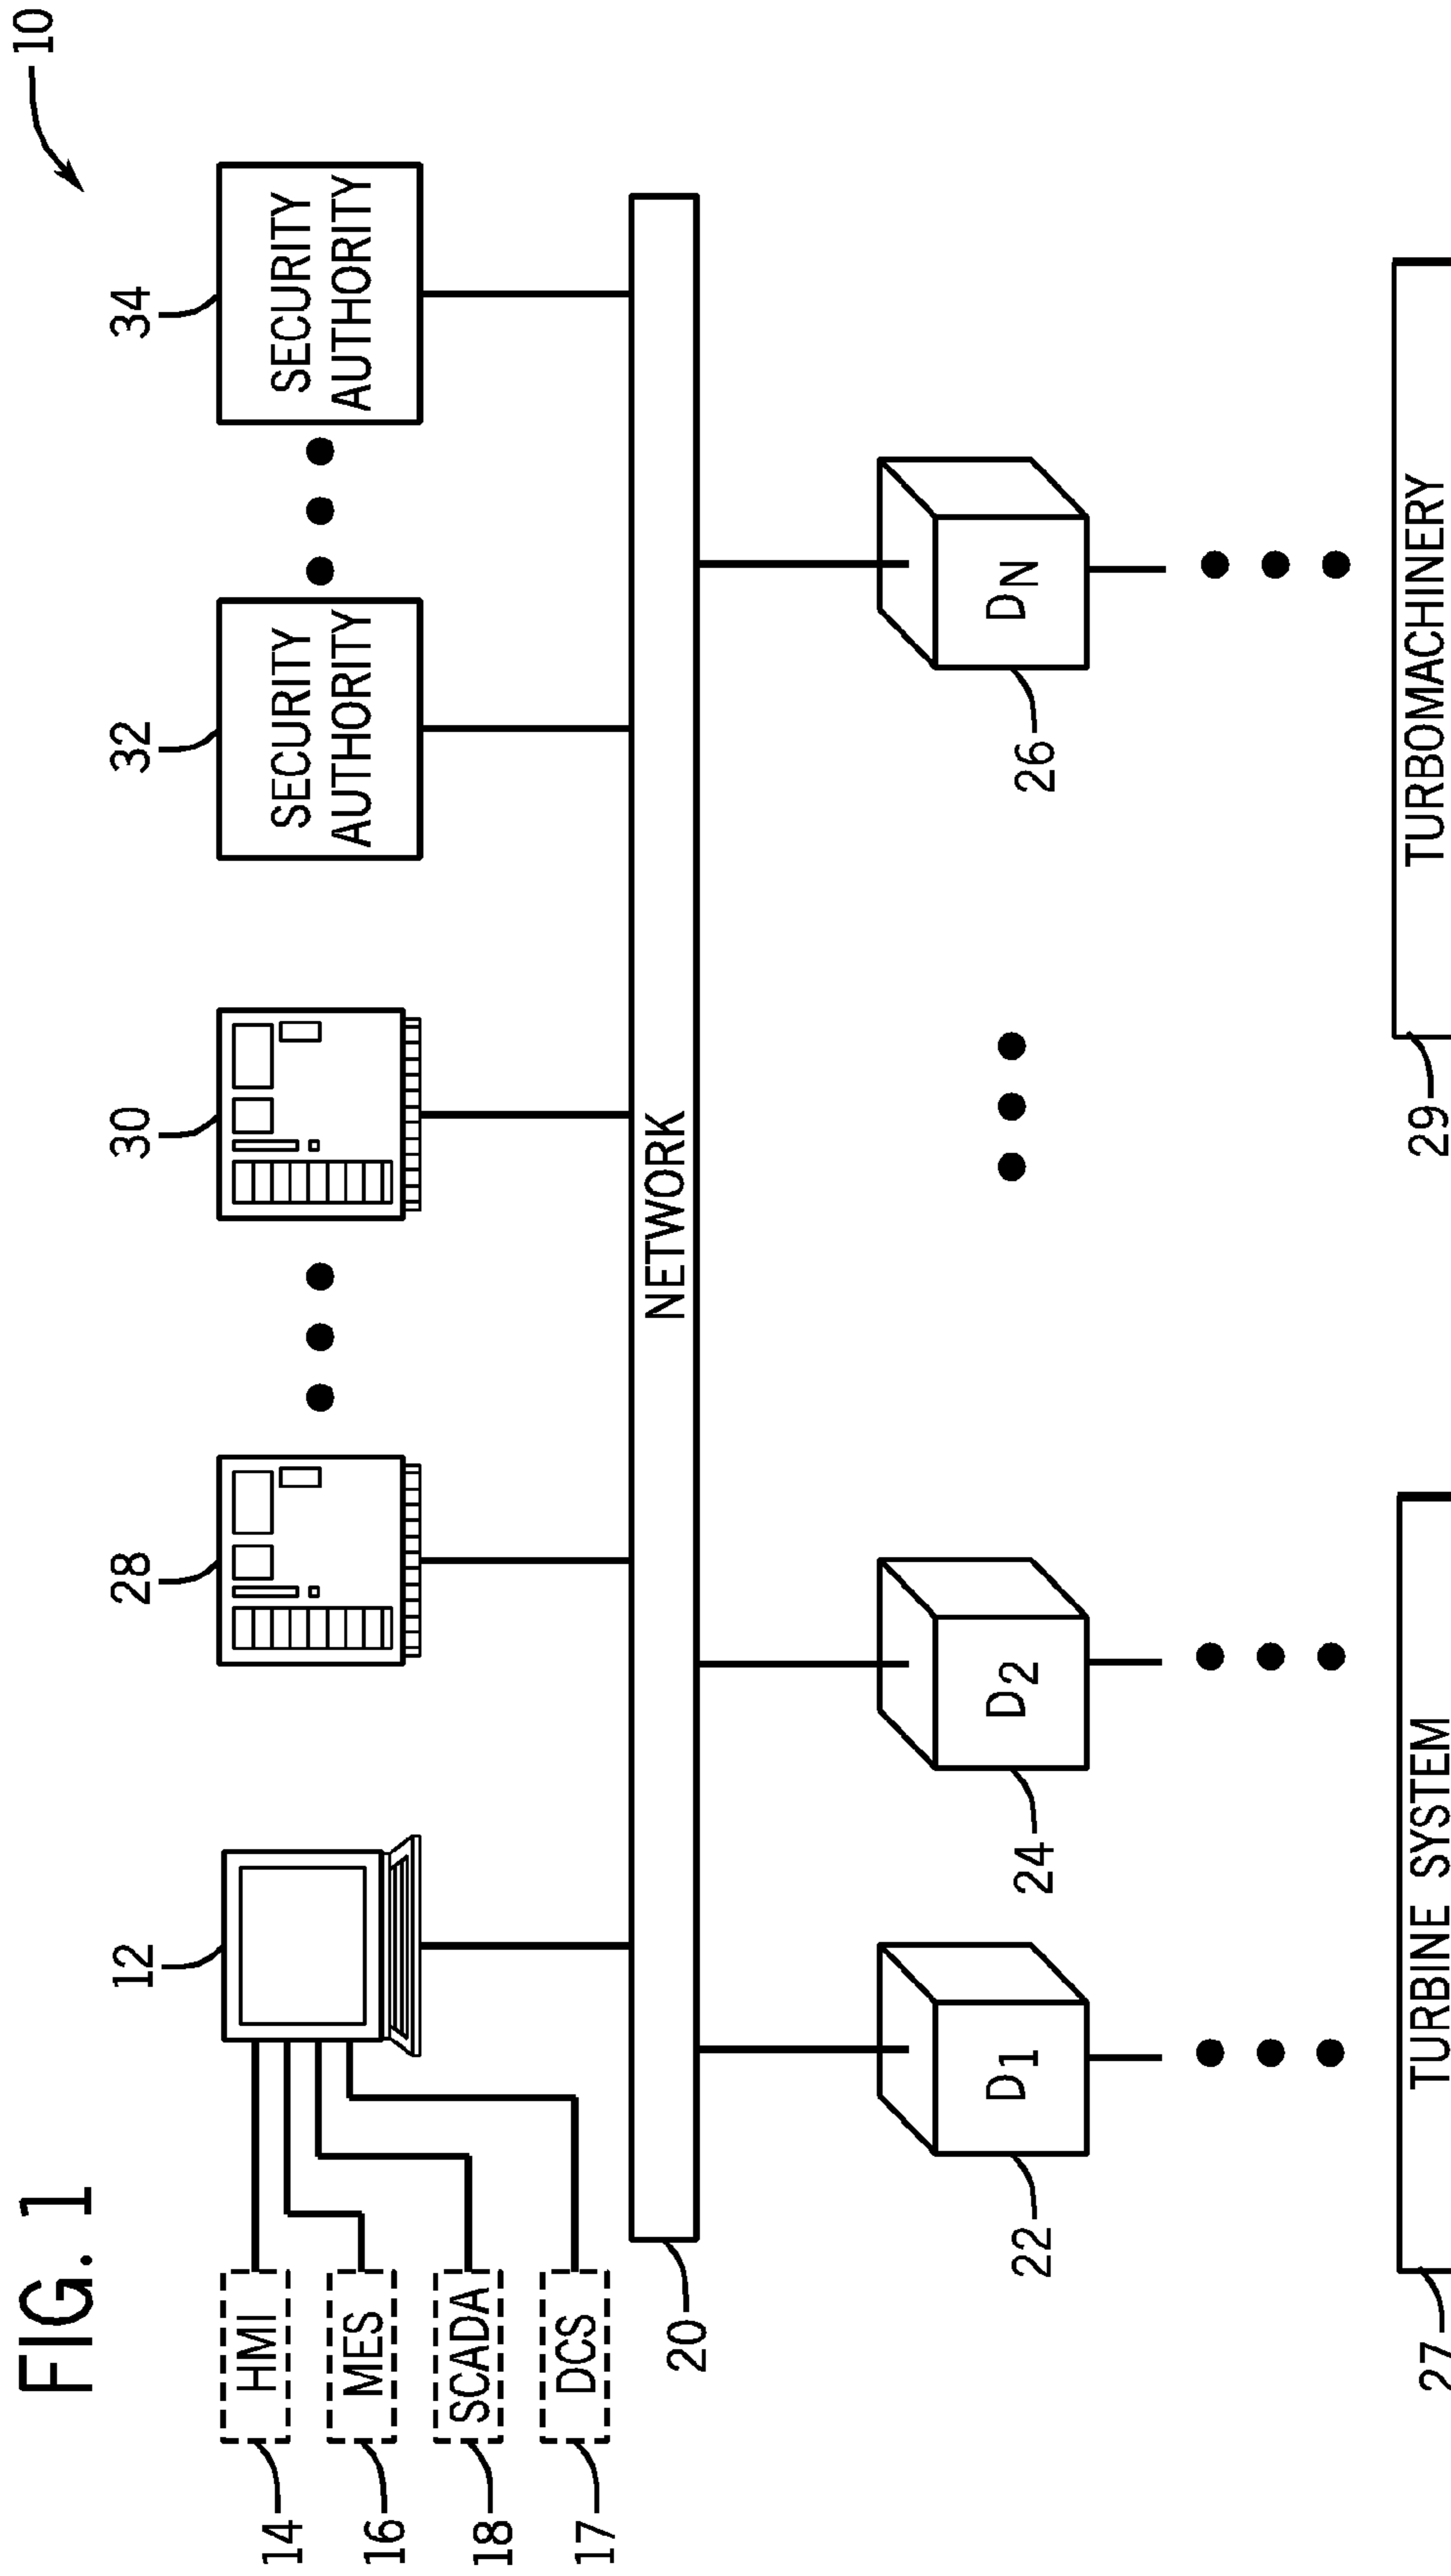 FIG. 1
10
12
28
30
32
34
HMI
MES
SCADA
DCS
14
16
18
17
SECURITY
AUTHORITY
SECURITY
AUTHORITY
NETWORK
20
D1
D2
DN
22
24
26
TURBINE SYSTEM
TURBOMACHINERY
27
29